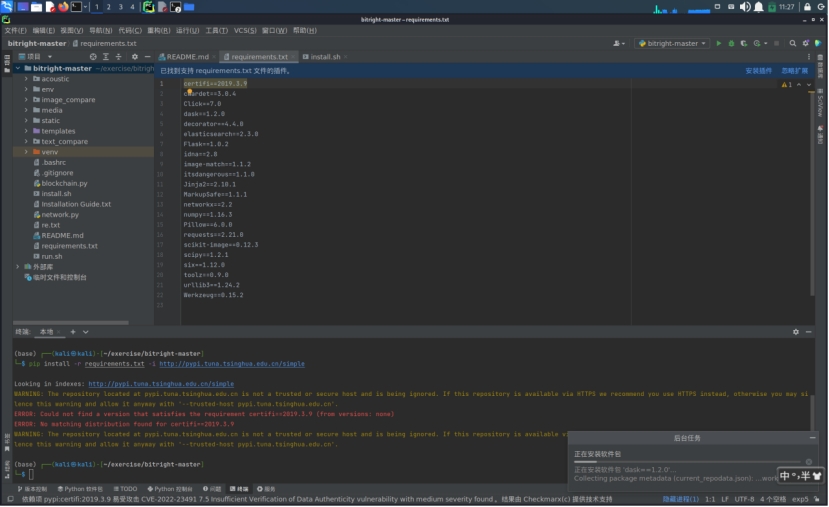 1 2 3 4
11:27
bitright-master – requirements.txt
文件(F) 编辑(E) 视图(V) 导航(N) 代码(C) 重构(R) 运行(U) 工具(T) VCS(S) 窗口(W) 帮助(H)
bitright-master requirements.txt
bitright-master
项目
README.md requirements.txt install.sh
bitright-master ~/exercise/bitrigh
acoustic
env
image_compare
media
static
templates
text_compare
venv
.bashrc
.gitignore
blockchain.py
install.sh
Installation Guide.txt
network.py
re.txt
README.md
requirements.txt
run.sh
外部库
临时文件和控制台
已找到支持 requirements.txt 文件的插件。 安装插件 忽略扩展
1 certifi==2019.3.9
chardet==3.0.4
3 Click==7.0
4 dask==1.2.0
5 decorator==4.4.0
6 elasticsearch==2.3.0
7 Flask==1.0.2
8 idna==2.8
9 image-match==1.1.2
10 itsdangerous==1.1.0
11 Jinja2==2.10.1
12 MarkupSafe==1.1.1
13 networkx==2.2
14 numpy==1.16.3
15 Pillow==6.0.0
16 requests==2.21.0
17 scikit-image==0.12.3
18 scipy==1.2.1
19 six==1.12.0
20 toolz==0.9.0
21 urllib3==1.24.2
22 Werkzeug==0.15.2
23
1
SciView
终端: 本地
(base) ┌──(kali㉿kali)-[~/exercise/bitright-master]
└─$ pip install -r requirements.txt -i http://pypi.tuna.tsinghua.edu.cn/simple
Looking in indexes: http://pypi.tuna.tsinghua.edu.cn/simple
WARNING: The repository located at pypi.tuna.tsinghua.edu.cn is not a trusted or secure host and is being ignored. If this repository is available via HTTPS we recommend you use HTTPS instead, otherwise you may si
lence this warning and allow it anyway with '--trusted-host pypi.tuna.tsinghua.edu.cn'.
ERROR: Could not find a version that satisfies the requirement certifi==2019.3.9 (from versions: none)
ERROR: No matching distribution found for certifi==2019.3.9
WARNING: The repository located at pypi.tuna.tsinghua.edu.cn is not a trusted or secure host and is being ignored. If this repository is available v
lence this warning and allow it anyway with '--trusted-host pypi.tuna.tsinghua.edu.cn'.
(base) ┌──(kali㉿kali)-[~/exercise/bitright-master]
└─$
后台任务
正在安装软件包
正在安装软件包 'dask==1.2.0'...
Collecting package metadata (current_repodata.json): ...work
中 半
版本控制 Python 软件包 TODO Python 控制台 问题 终端 服务
依赖项 pypi:certifi:2019.3.9 易受攻击 CVE-2022-23491 7.5 Insufficient Verification of Data Authenticity vulnerability with medium severity found 。 结果由 Checkmarx(c) 提供技术支持 隐藏进程(1) 1:1 LF UTF-8 4 个空格 exp5